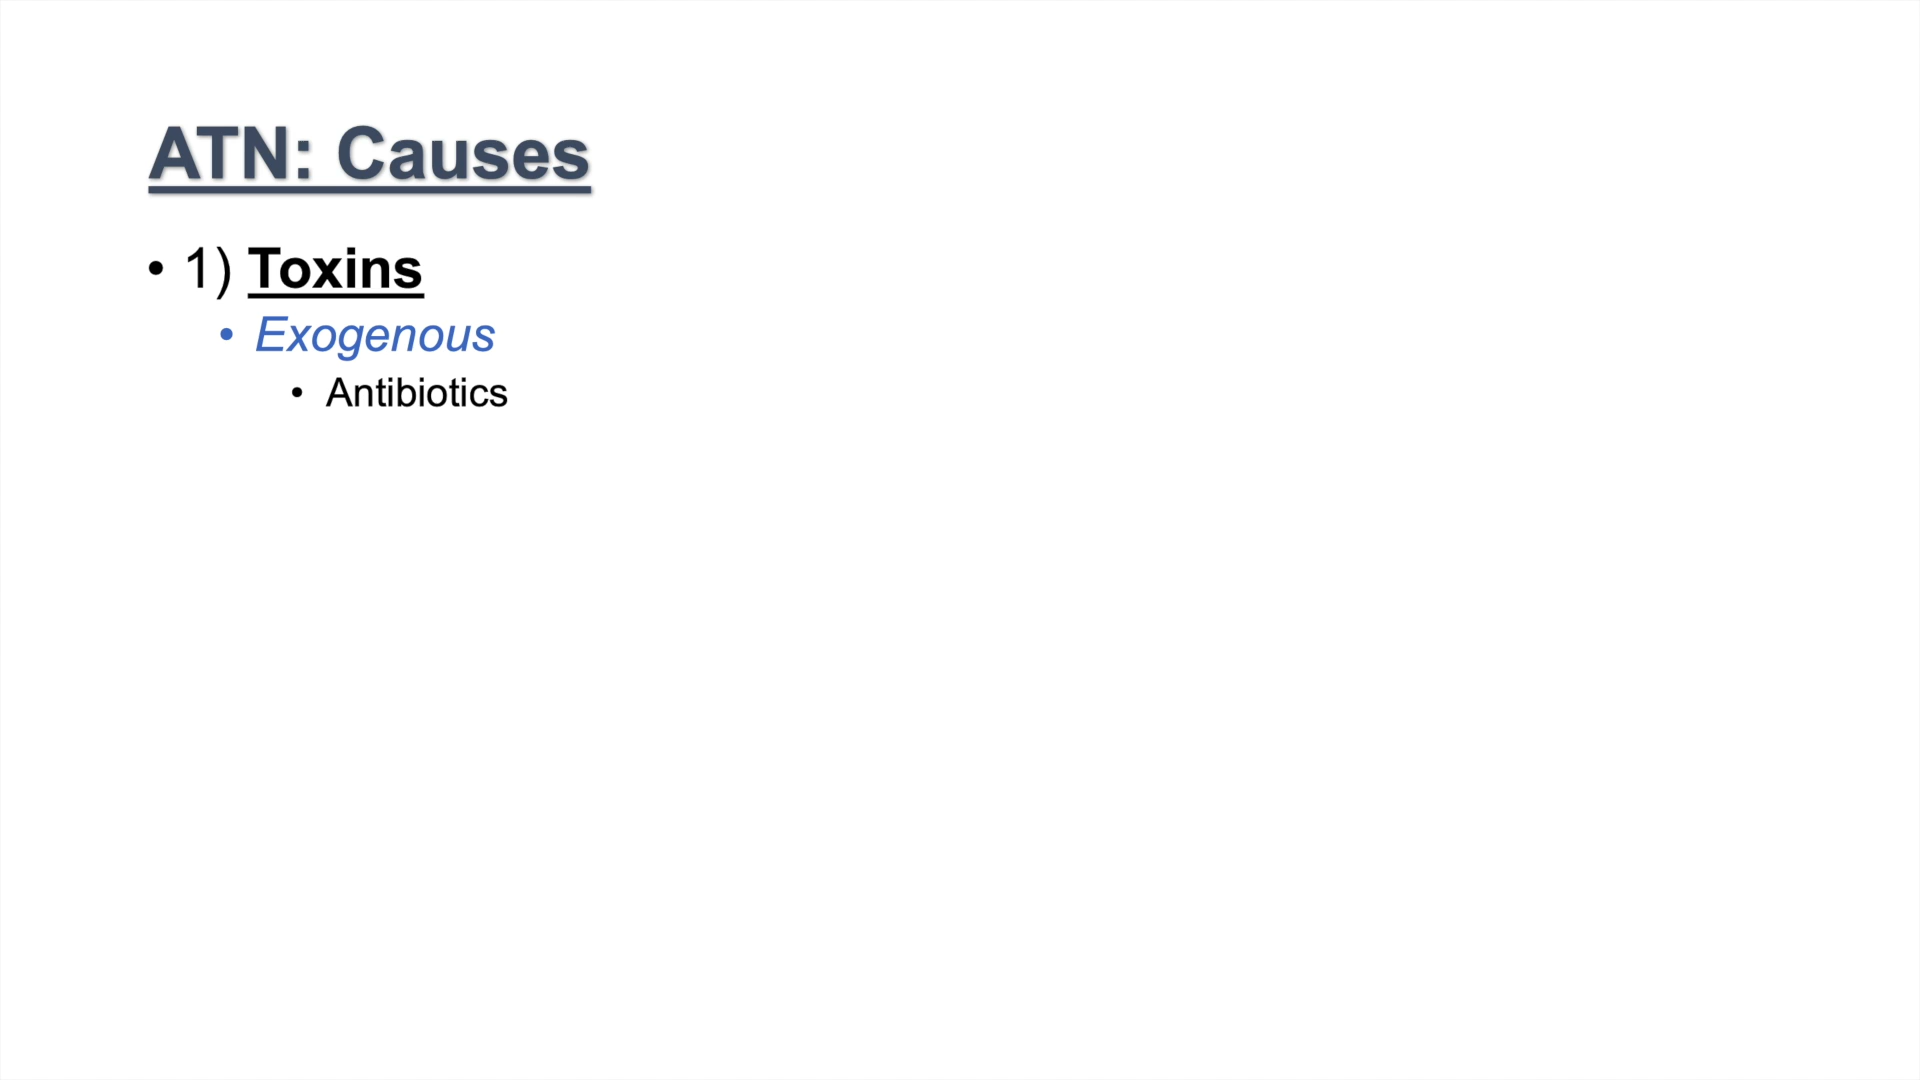 ATN: Causes
• 1) Toxins
• Exogenous
• Antibiotics